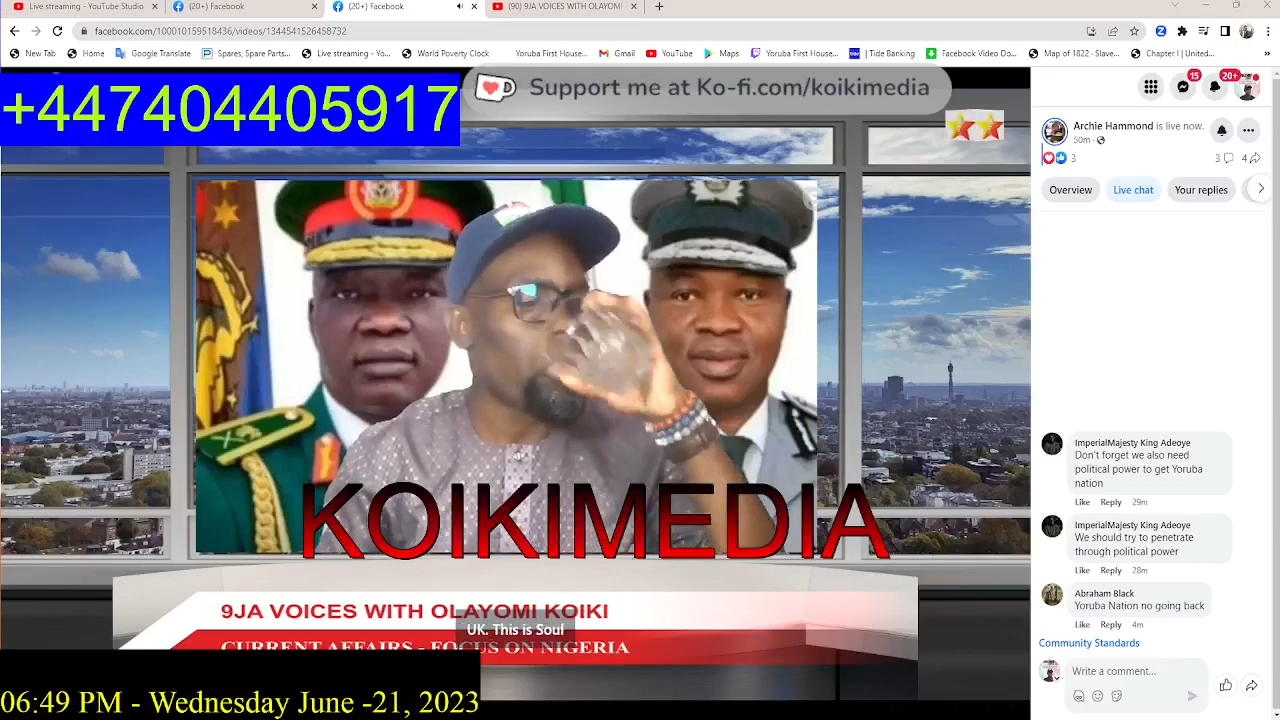 Live streaming - YouTube Studio
(20+) Facebook
(20+) Facebook
(90) 9JA VOICES WITH OLAYOMI
facebook.com/100010159518436/videos/1344541526458732
New Tab
Home
Google Translate
Personalize,Columns
Live streaming - Yo...
World Poverty Clock
Yoruba First House...
Gmail
YouTube
Maps
Yoruba First House...
| Tide Banking
Facebook Video Do...
Map of 1822 - Slave...
Chapter I | United...
+447404405917
Support me at Ko-fi.com/koikimedia
15
20+
Archie Hammond is live now.
50m
3
3
4
Overview
Live chat
Your replies
ImperialMajesty King Adeoye
Don't forget we also need
political power to get Yoruba
nation
Like Reply 29m
ImperialMajesty King Adeoye
We should try to penetrate
through political power
Like Reply 28m
Abraham Black
Yoruba Nation no going back
Like Reply 4m
Community Standards
Write a comment...
KOIKIMEDIA
9JA VOICES WITH OLAYOMI KOIKI
UK. This is Soul
CURRENT AFFAIRS - FOCUS ON NIGERIA
06:49 PM - Wednesday June -21, 2023